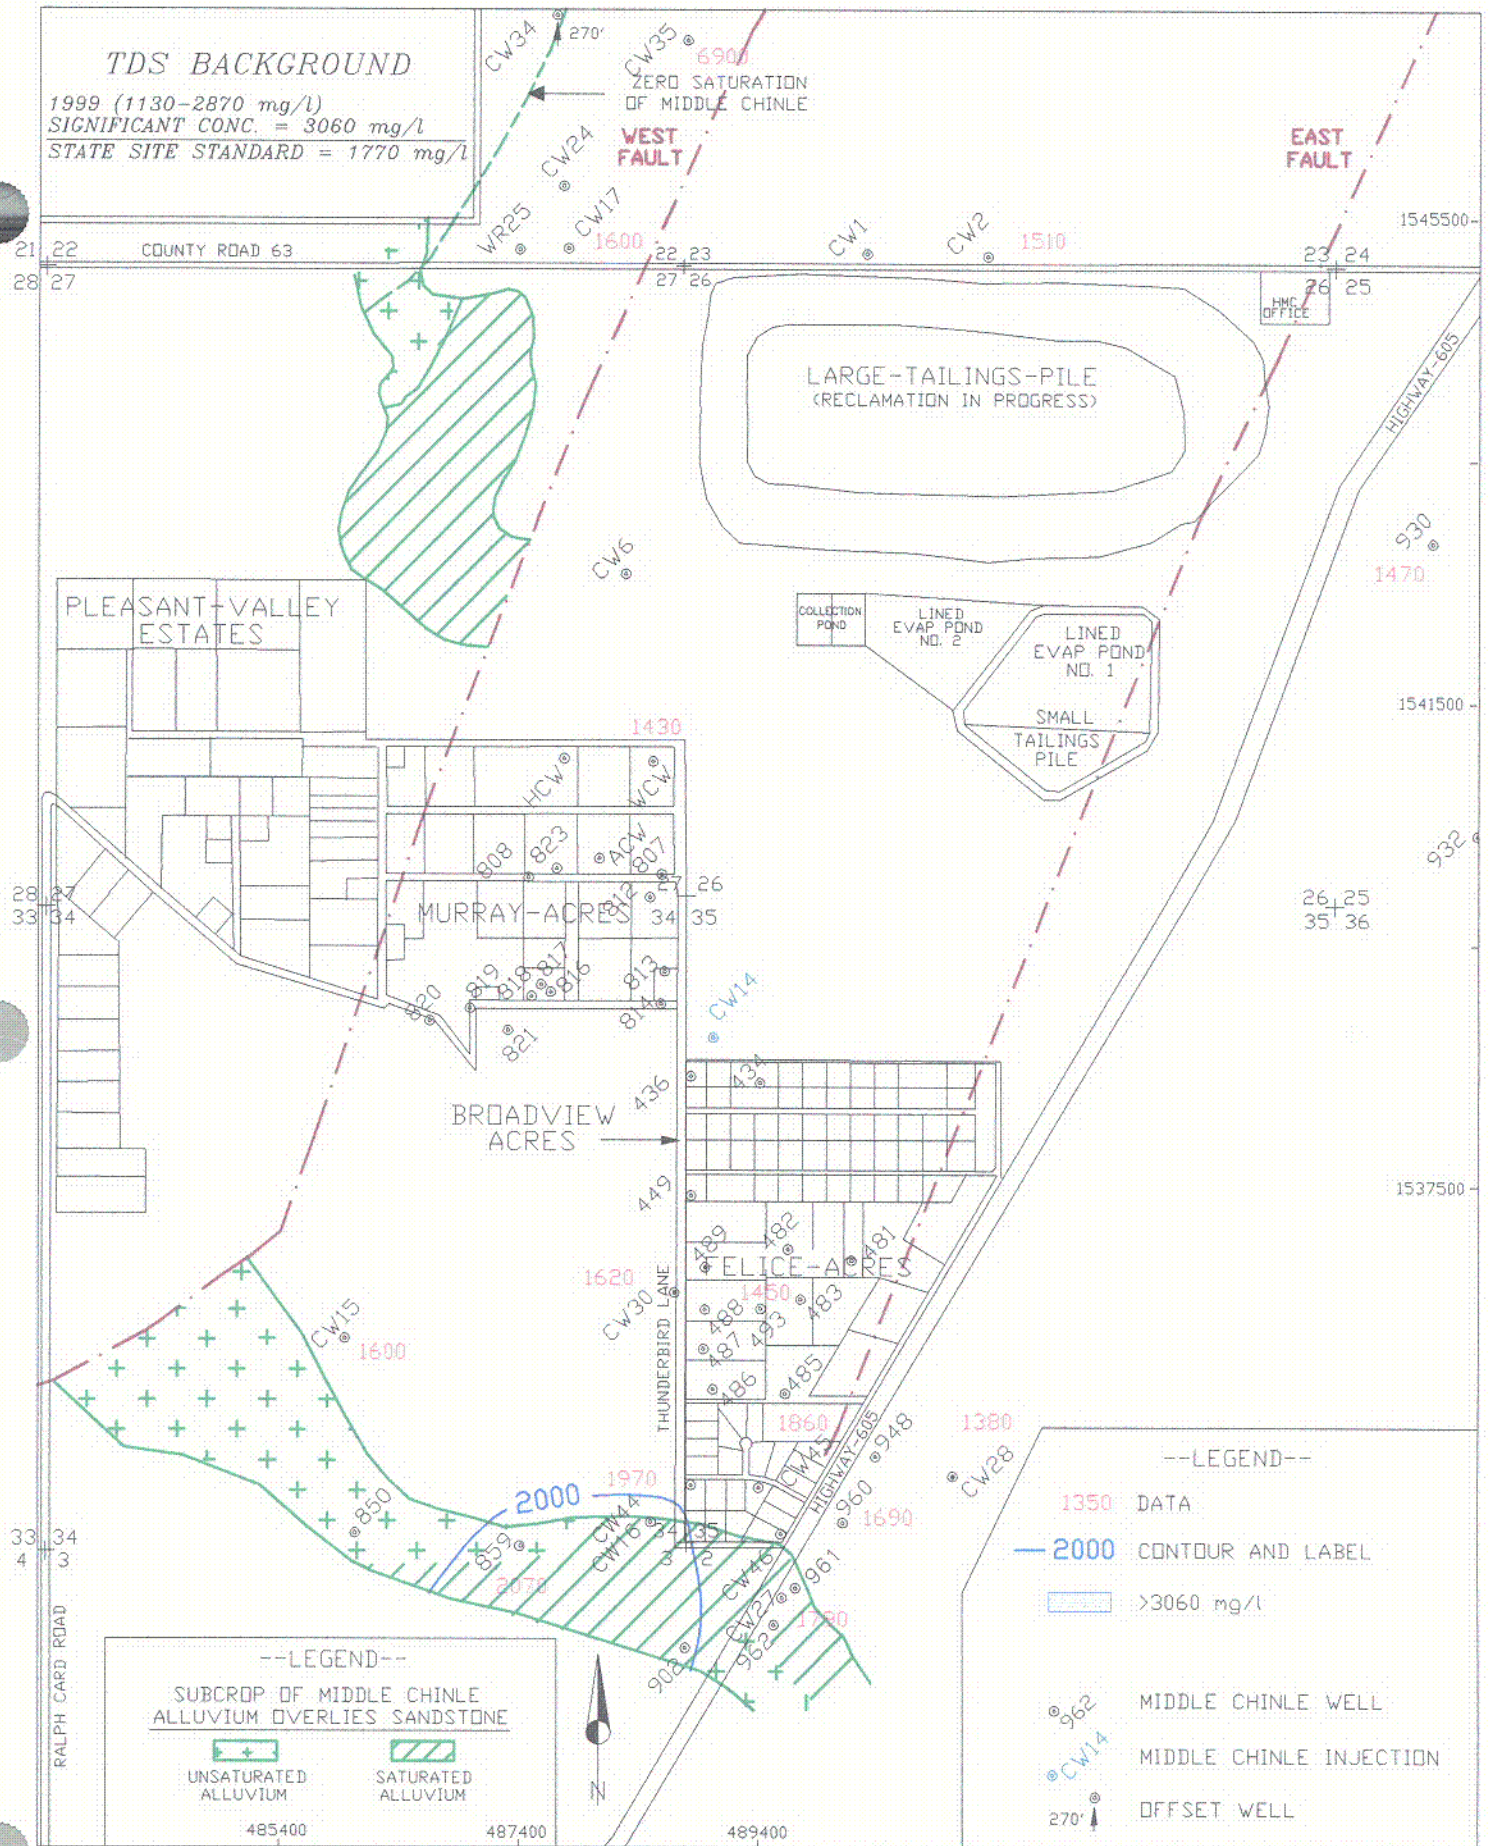 TDS BACKGROUND
1999 (1130-2870 mg/l)
SIGNIFICANT CONC. = 3060 mg/l
STATE SITE STANDARD = 1770 mg/l
CW34
270'
CW35
6900
ZERO SATURATION
OF MIDDLE CHINLE
WEST
FAULT
EAST
FAULT
CW24
WR25
CW17
1600
CW1
CW2
1510
1545500
21 22
28 27
COUNTY ROAD 63
22 23
27 26
23 24
26 25
HMC
OFFICE
HIGHWAY-605
LARGE-TAILINGS-PILE
(RECLAMATION IN PROGRESS)
930
1470
CW6
PLEASANT-VALLEY
ESTATES
COLLECTION
POND
LINED
EVAP POND
NO. 2
LINED
EVAP POND
NO. 1
SMALL
TAILINGS
PILE
1541500
1430
HCW
WCW
808
823
ACW
807
812
932
28 27
33 34
27 26
34 35
26 25
35 36
MURRAY-ACRES
820
819
818
817
816
813
814
821
CW14
436
434
BROADVIEW
ACRES
449
1537500
489
482
481
FELICE-ACRES
1620
CW30
1450
488
493
483
487
486
485
THUNDERBIRD LANE
CW15
1600
1860
CW45
HIGHWAY-605
948
1380
CW28
1970
2000
CW44
CW16
850
859
2070
960
1690
33 34
4 3
34 35
3 2
CW46
961
CW27
1790
962
902
RALPH CARD ROAD
--LEGEND--
SUBCROP OF MIDDLE CHINLE
ALLUVIUM OVERLIES SANDSTONE
UNSATURATED
ALLUVIUM
SATURATED
ALLUVIUM
N
485400
487400
489400
--LEGEND--
1350 DATA
2000 CONTOUR AND LABEL
>3060 mg/l
962 MIDDLE CHINLE WELL
CW14 MIDDLE CHINLE INJECTION
270' OFFSET WELL